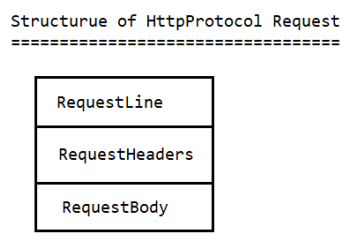 Structurue of HttpProtocol Request
==================================
RequestLine
RequestHeaders
RequestBody